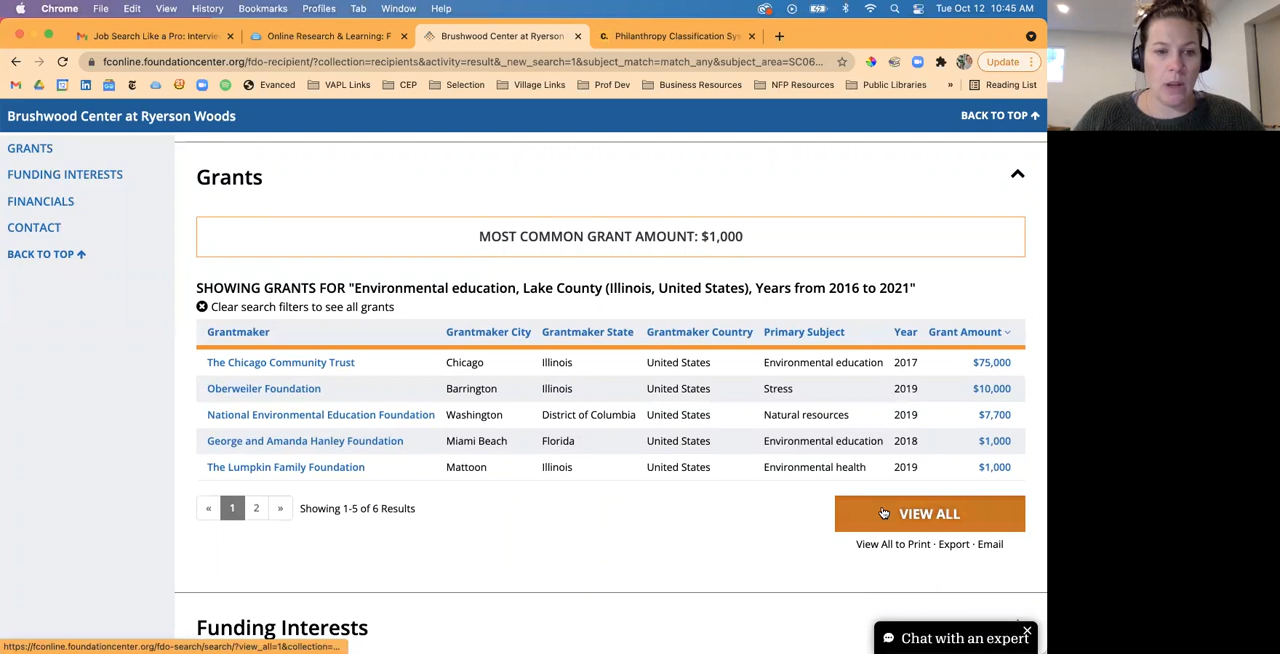 Chrome File Edit View History Bookmarks Profiles Tab Window Help Tue Oct 12 10:45 AM
Job Search Like a Pro: Intervie Online Research & Learning: F Brushwood Center at Ryerson Philanthropy Classification Sys
fconline.foundationcenter.org/fdo-recipient/?collection=recipients&activity=result&_new_search=1&subject_match=match_any&subject_area=SC06... Update
Evanced VAPL Links CEP Selection Village Links Prof Dev Business Resources NFP Resources Public Libraries » Reading List
Brushwood Center at Ryerson Woods BACK TO TOP
GRANTS
FUNDING INTERESTS
FINANCIALS
CONTACT
BACK TO TOP
Grants
MOST COMMON GRANT AMOUNT: $1,000
SHOWING GRANTS FOR "Environmental education, Lake County (Illinois, United States), Years from 2016 to 2021"
Clear search filters to see all grants
Grantmaker Grantmaker City Grantmaker State Grantmaker Country Primary Subject Year Grant Amount
The Chicago Community Trust Chicago Illinois United States Environmental education 2017 $75,000
Oberweiler Foundation Barrington Illinois United States Stress 2019 $10,000
National Environmental Education Foundation Washington District of Columbia United States Natural resources 2019 $7,700
George and Amanda Hanley Foundation Miami Beach Florida United States Environmental education 2018 $1,000
The Lumpkin Family Foundation Mattoon Illinois United States Environmental health 2019 $1,000
« 1 2 » Showing 1-5 of 6 Results
VIEW ALL
View All to Print · Export · Email
Funding Interests
Chat with an expert
https://fconline.foundationcenter.org/fdo-search/search/?view_all=1&collection=...